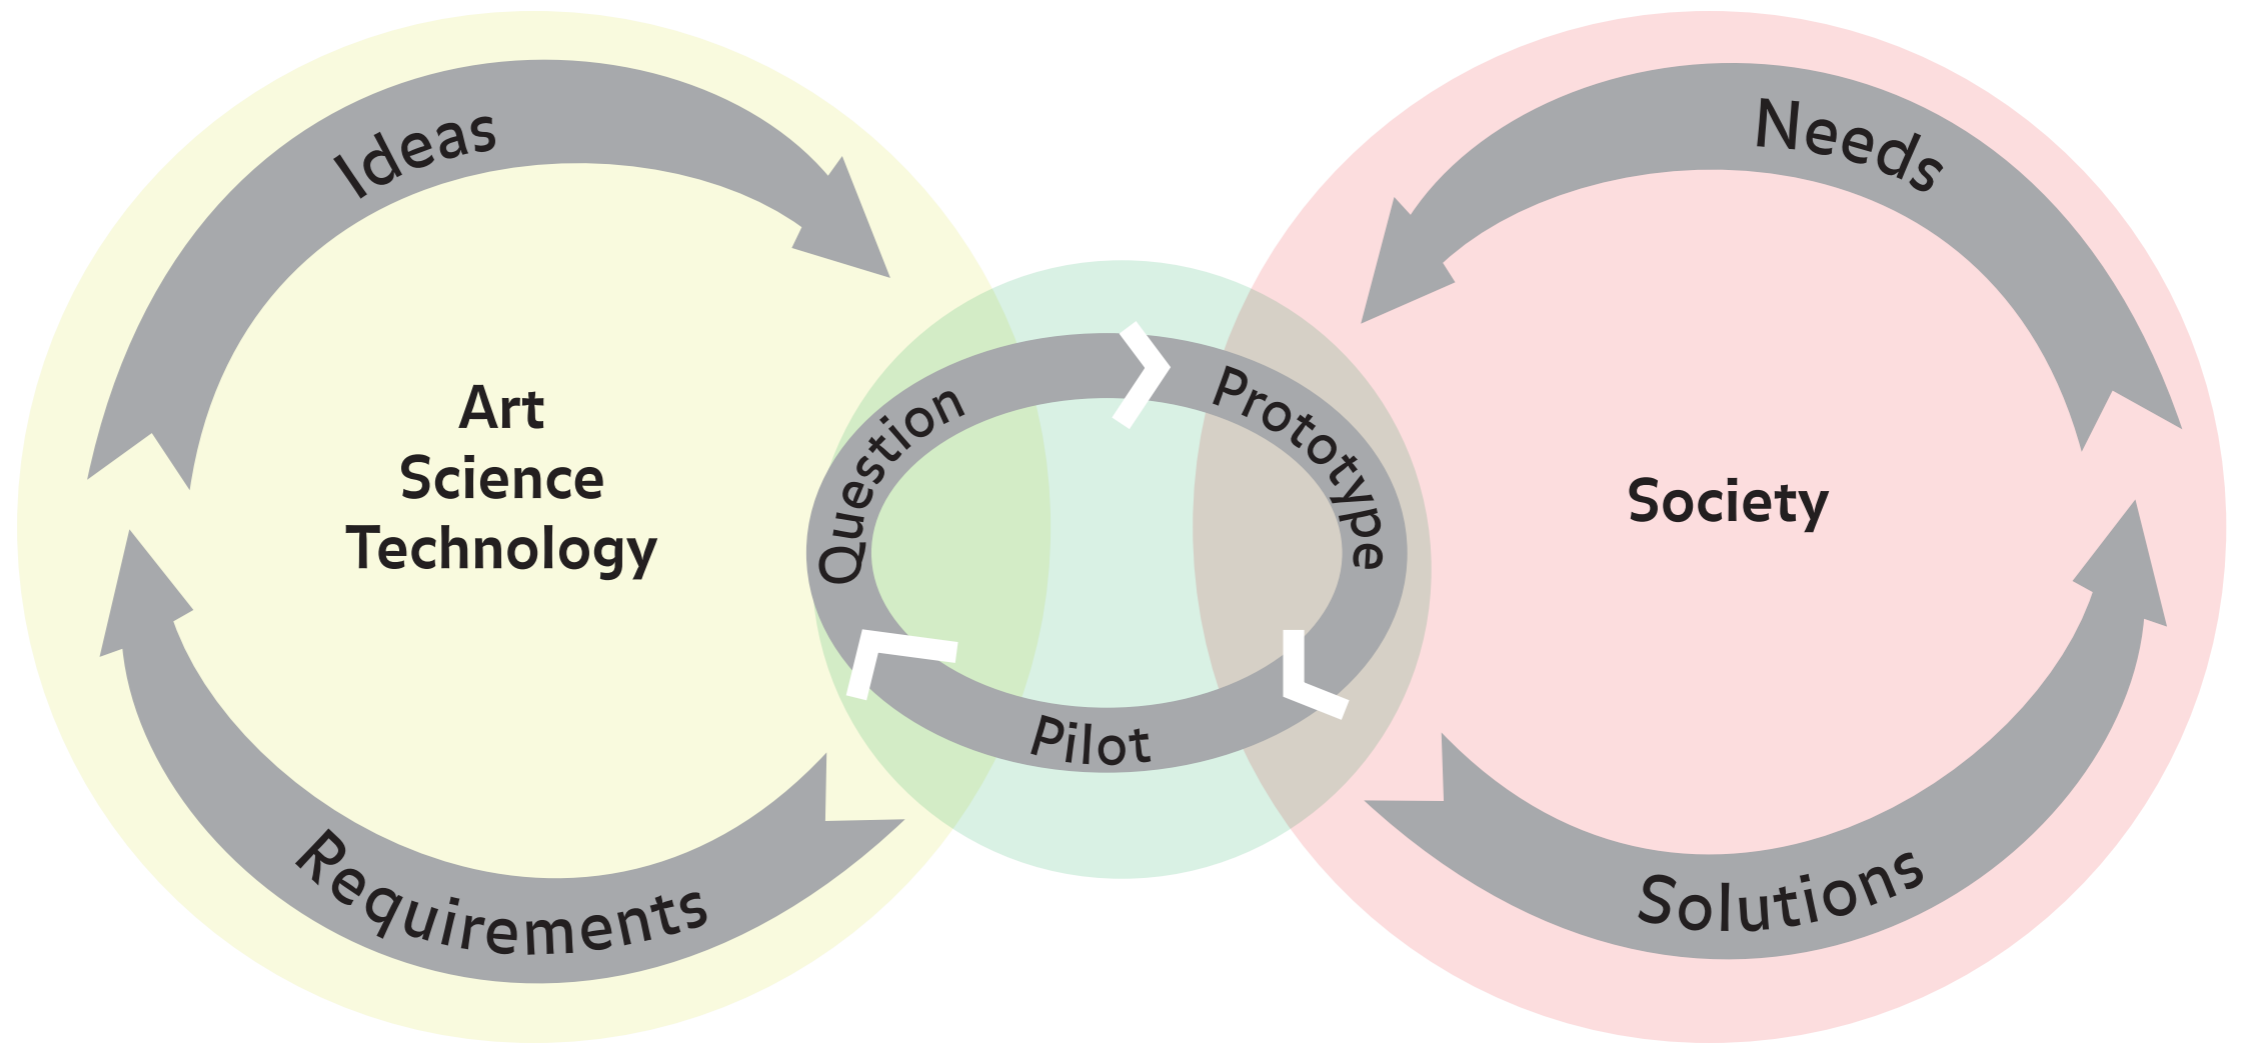 Ideas
Needs
Art
Science
Technology
Question
Prototype
Society
Pilot
Requirements
Solutions